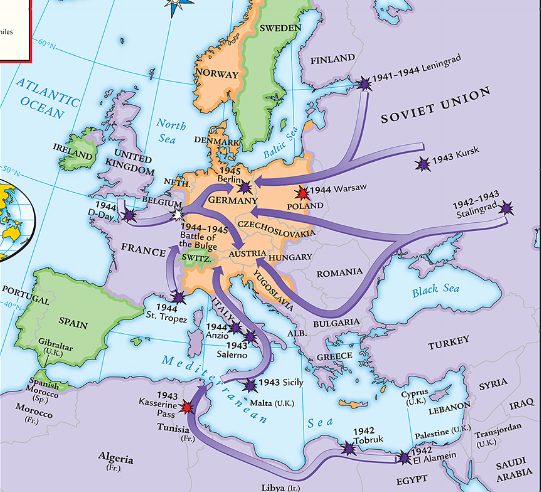 miles
60°N
SWEDEN
FINLAND
NORWAY
1941–1944 Leningrad
ATLANTIC
OCEAN
SOVIET UNION
North
Sea
Baltic Sea
DENMARK
IRELAND
UNITED
KINGDOM
1943 Kursk
50°N
NETH.
1945
Berlin
1944 Warsaw
BELGIUM
GERMANY
POLAND
1942–1943
Stalingrad
1944
D-Day
1944–1945
Battle of
the Bulge
CZECHOSLOVAKIA
FRANCE
SWITZ.
AUSTRIA
HUNGARY
ROMANIA
YUGOSLAVIA
Black Sea
PORTUGAL
40°N
1944
St. Tropez
ITALY
BULGARIA
SPAIN
1944
Anzio
1943
Salerno
ALB.
TURKEY
Gibraltar
(U.K.)
GREECE
Mediterranean
Sea
Spanish
Morocco
(Sp.)
1943 Sicily
1943
Kasserine
Pass
Malta (U.K.)
Cyprus
(U.K.)
SYRIA
LEBANON
IRAQ
Morocco
(Fr.)
Tunisia
(Fr.)
1942
Tobruk
Palestine (U.K.)
Transjordan
(U.K.)
1942
El Alamein
Algeria
(Fr.)
Libya (It.)
EGYPT
SAUDI
ARABIA